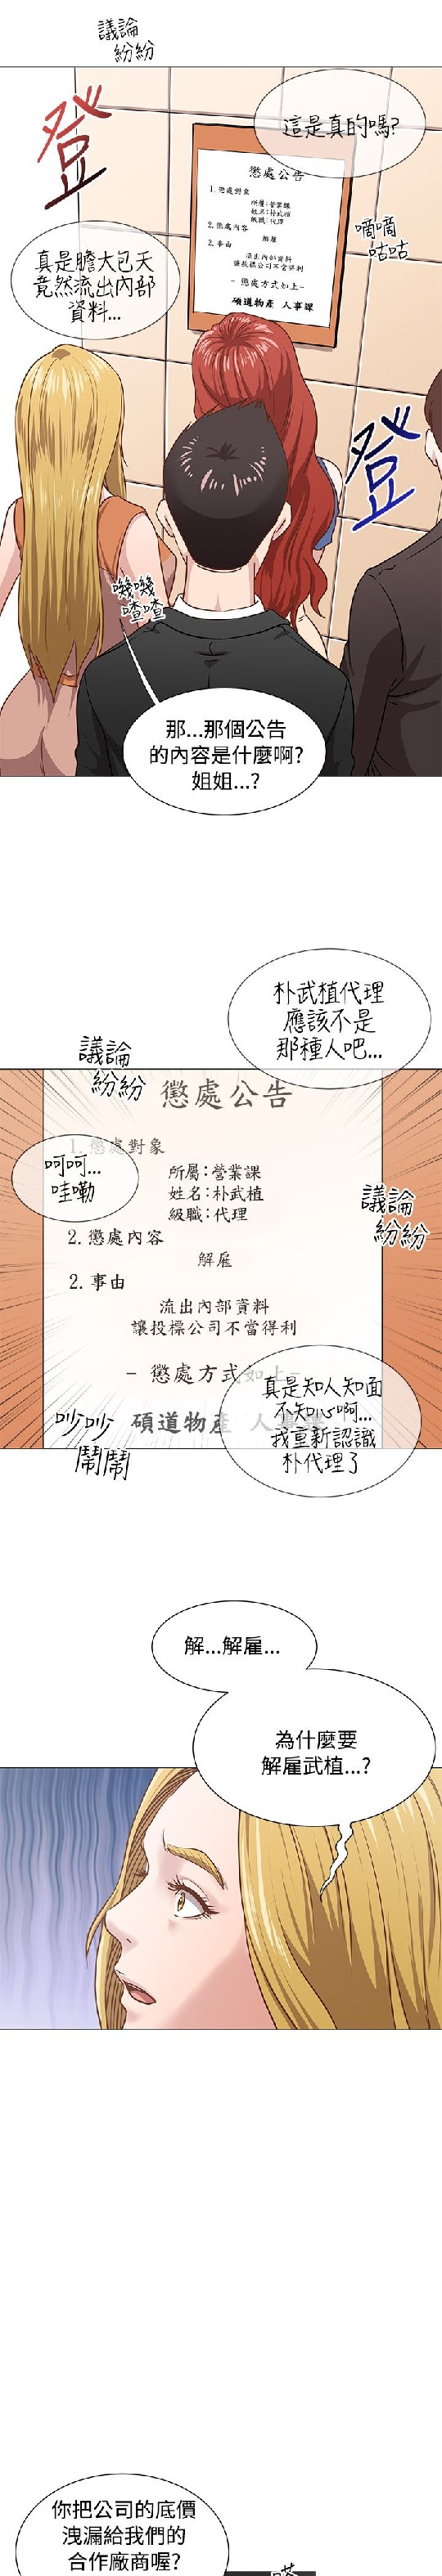 議論
紛紛
登
這是真的嗎?
懲處公告
1.懲處對象
所屬:營業課
姓名:朴武植
級職:代理
2.懲處內容
解雇
2.事由
流出內部資料
讓投標公司不當得利
- 懲處方式如上-
碩道物產 人事課
嘀嘀
咕咕
真是膽大包天
竟然流出內部
資料...
登
嘰嘰
喳喳
那...那個公告
的內容是什麼啊?
姐姐...?
朴武植代理
應該不是
那種人吧...
議論
紛紛
懲處公告
1.懲處對象
呵呵...
哇嘞
所屬:營業課
姓名:朴武植
級職:代理
議論
紛紛
2.懲處內容
解雇
2.事由
流出內部資料
讓投標公司不當得利
- 懲處方式如上-
真是知人知面
不知心啊...
我重新認識
朴代理了
碩道物產 人事課
吵吵
鬧鬧
解...解雇...
為什麼要
解雇武植...?
你把公司的底價
洩漏給我們的
合作廠商喔?